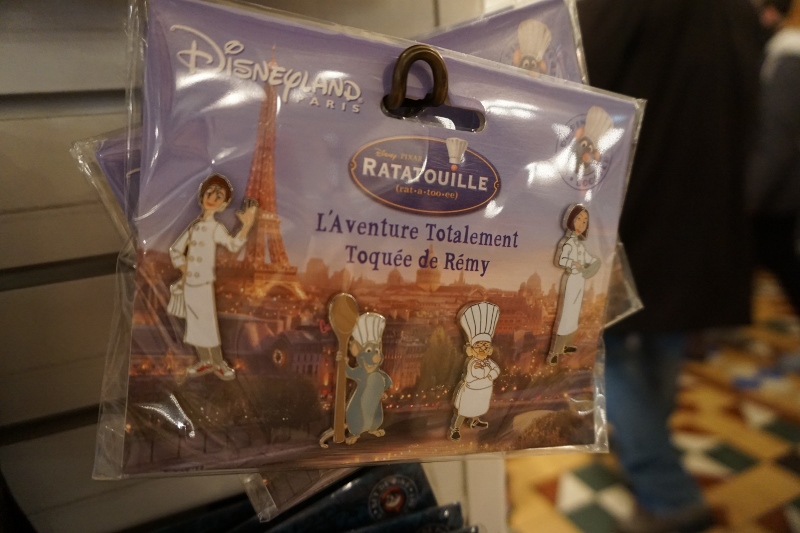 DISNEYLAND
PARIS
Disney PIXAR
RATATOUILLE
(rat•a•too•ee)
L'Aventure Totalement
Toquée de Rémy